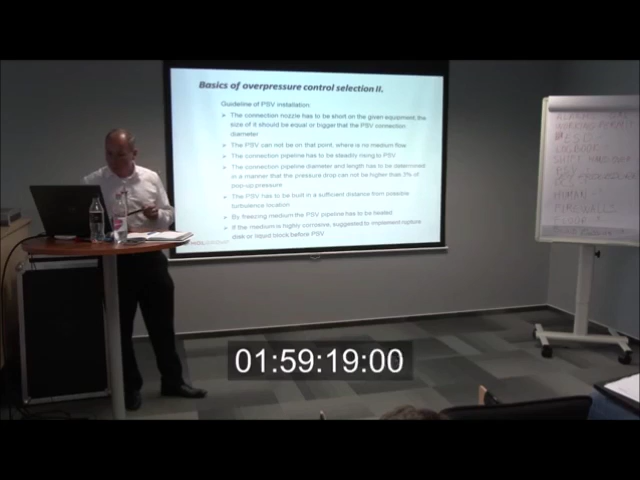 Basics of overpressure control selection II.
Guideline of PSV installation:
➢ The connection nozzle has to be short on the given equipment, the
size of it should be equal or bigger that the PSV connection
diameter
➢ The PSV can not be on that point, where is no medium flow
➢ The connection pipeline has to be steadily rising to PSV
➢ The connection pipeline diameter and length has to be determined
in a manner that the pressure drop can not be higher than 3% of
pop-up pressure
➢ The PSV has to be built in a sufficient distance from possible
turbulence location
➢ By freezing medium the PSV pipeline has to be heated
➢ If the medium is highly corrosive, suggested to implement rupture
disk or liquid block before PSV
LOGBOOK
HUMAN
01:59:19:00